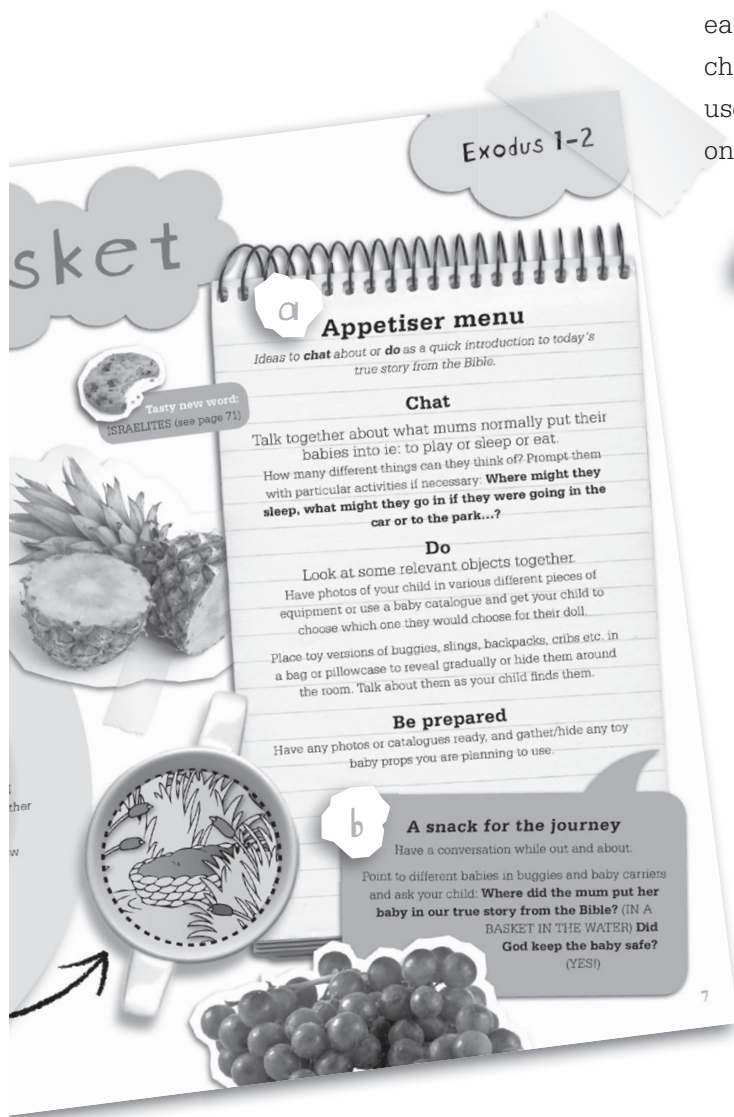 ea
ch
use
on
Exodus 1–2
sket
a
Appetiser menu
Ideas to chat about or do as a quick introduction to today's
true story from the Bible.
Tasty new word:
ISRAELITES (see page 71)
Chat
Talk together about what mums normally put their
babies into ie: to play or sleep or eat.
How many different things can they think of? Prompt them
with particular activities if necessary: Where might they
sleep, what might they go in if they were going in the
car or to the park...?
Do
Look at some relevant objects together.
Have photos of your child in various different pieces of
equipment or use a baby catalogue and get your child to
choose which one they would choose for their doll.
Place toy versions of buggies, slings, backpacks, cribs etc. in
a bag or pillowcase to reveal gradually or hide them around
the room. Talk about them as your child finds them.
Be prepared
Have any photos or catalogues ready, and gather/hide any toy
baby props you are planning to use.
ther
w
b
A snack for the journey
Have a conversation while out and about.
Point to different babies in buggies and baby carriers
and ask your child: Where did the mum put her
baby in our true story from the Bible? (IN A
BASKET IN THE WATER) Did
God keep the baby safe?
(YES!)
7